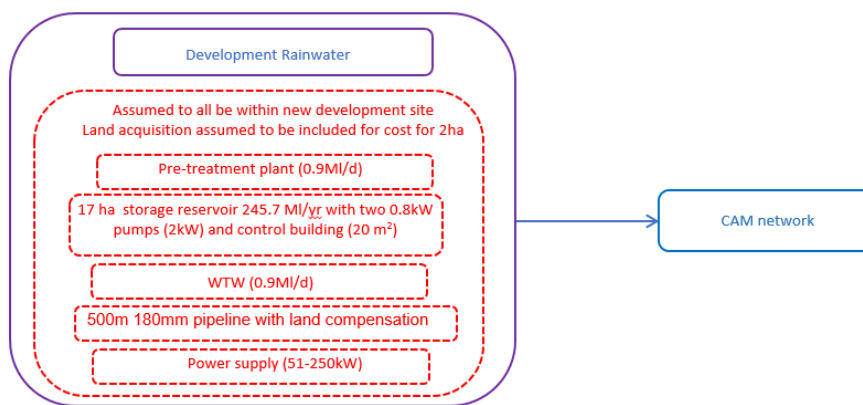 Development Rainwater
Assumed to all be within new development site
Land acquisition assumed to be included for cost for 2ha
Pre-treatment plant (0.9Ml/d)
17 ha storage reservoir 245.7 Ml/yr with two 0.8kW
pumps (2kW) and control building (20 m²)
WTW (0.9Ml/d)
500m 180mm pipeline with land compensation
Power supply (51-250kW)
CAM network